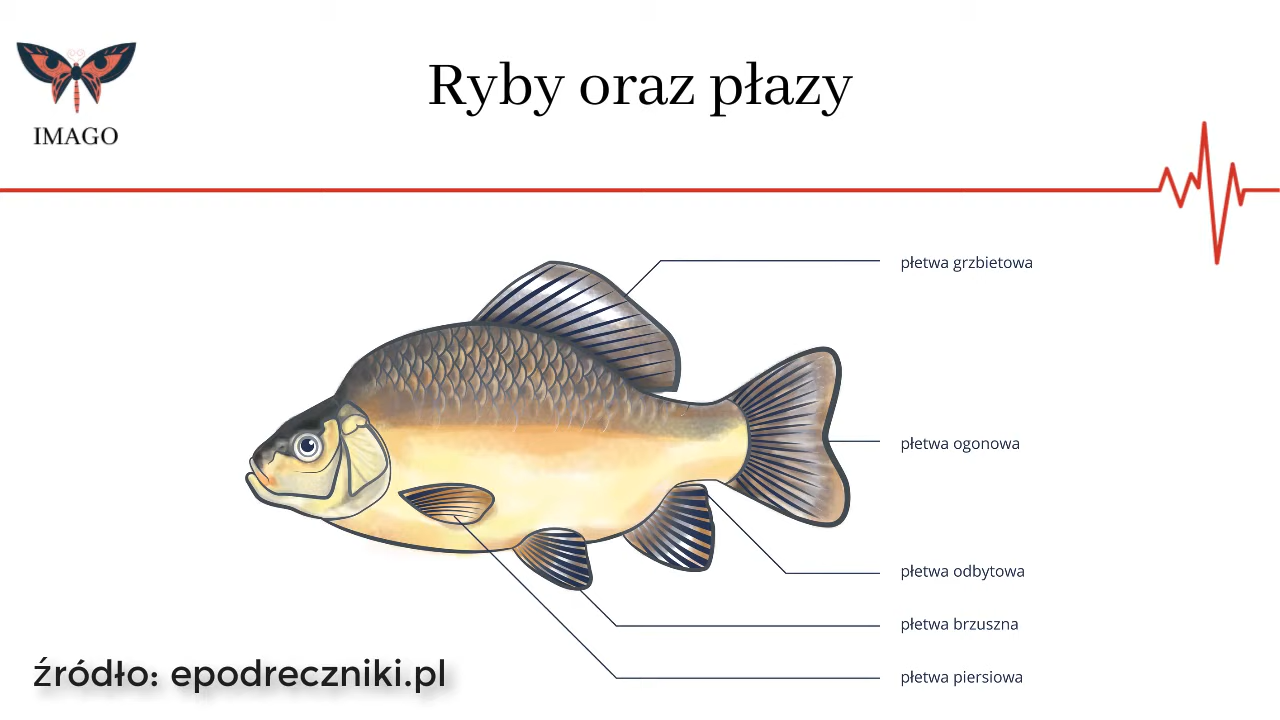 IMAGO
Ryby oraz płazy
płetwa grzbietowa
płetwa ogonowa
płetwa odbytowa
płetwa brzuszna
płetwa piersiowa
źródło: epodreczniki.pl